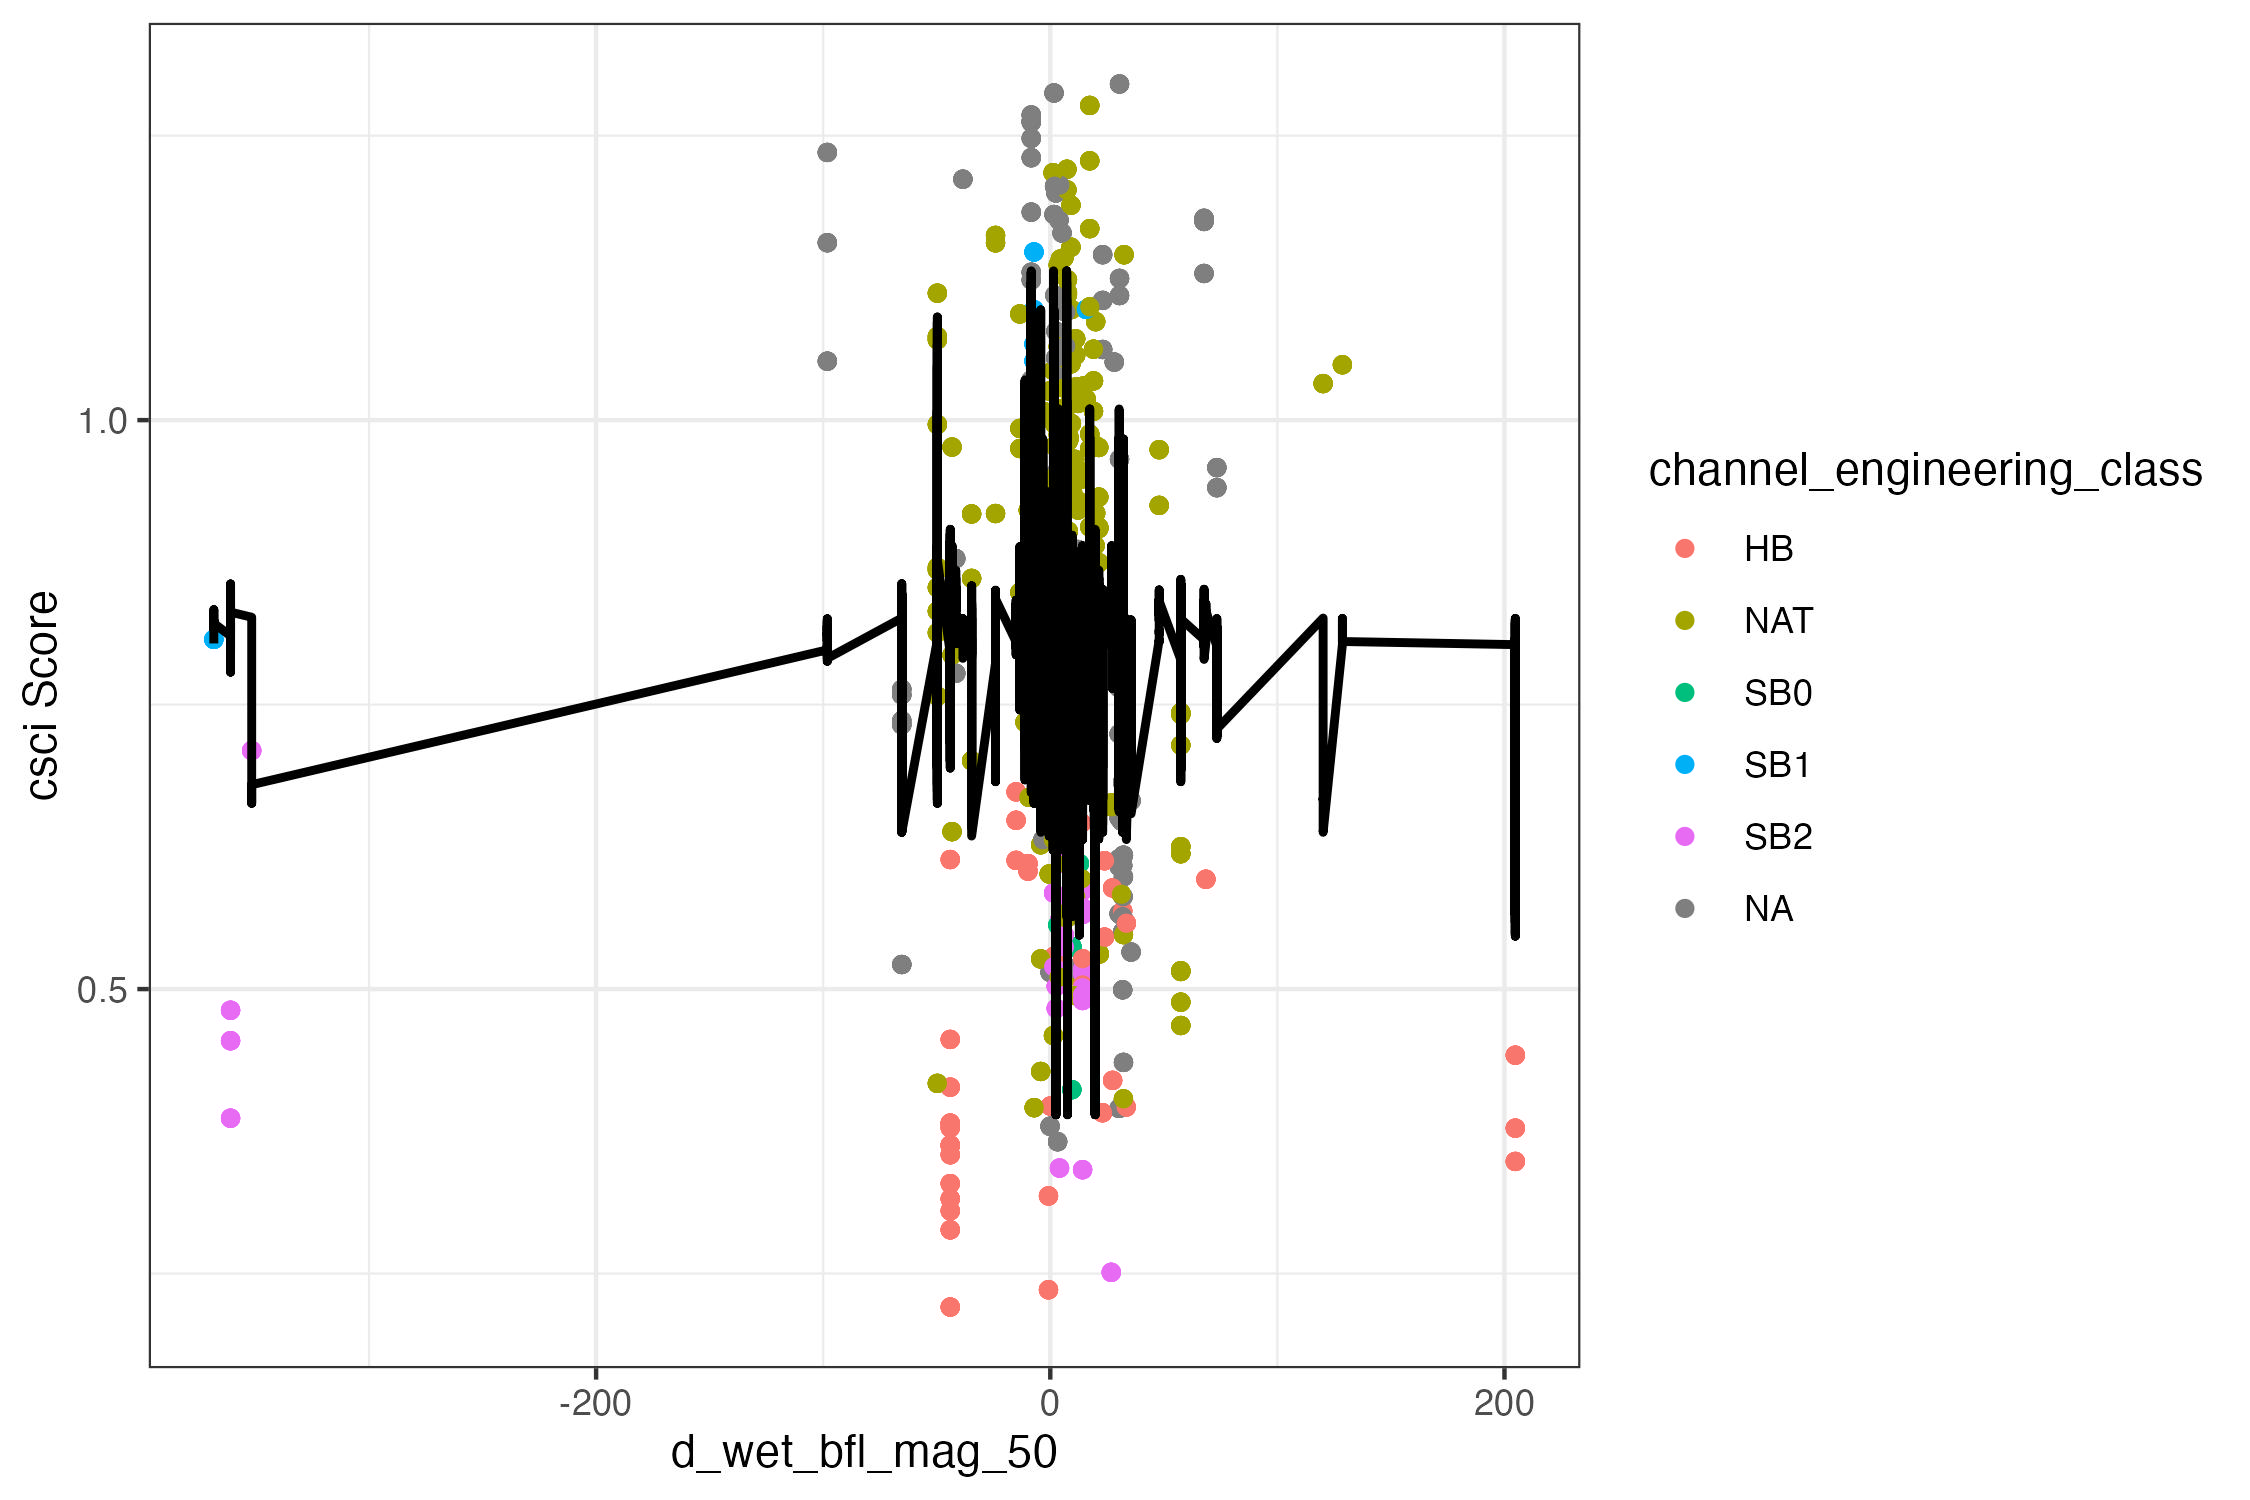 csci Score
1.0
0.5
-200
0
200
d_wet_bfl_mag_50
channel_engineering_class
HB
NAT
SB0
SB1
SB2
NA